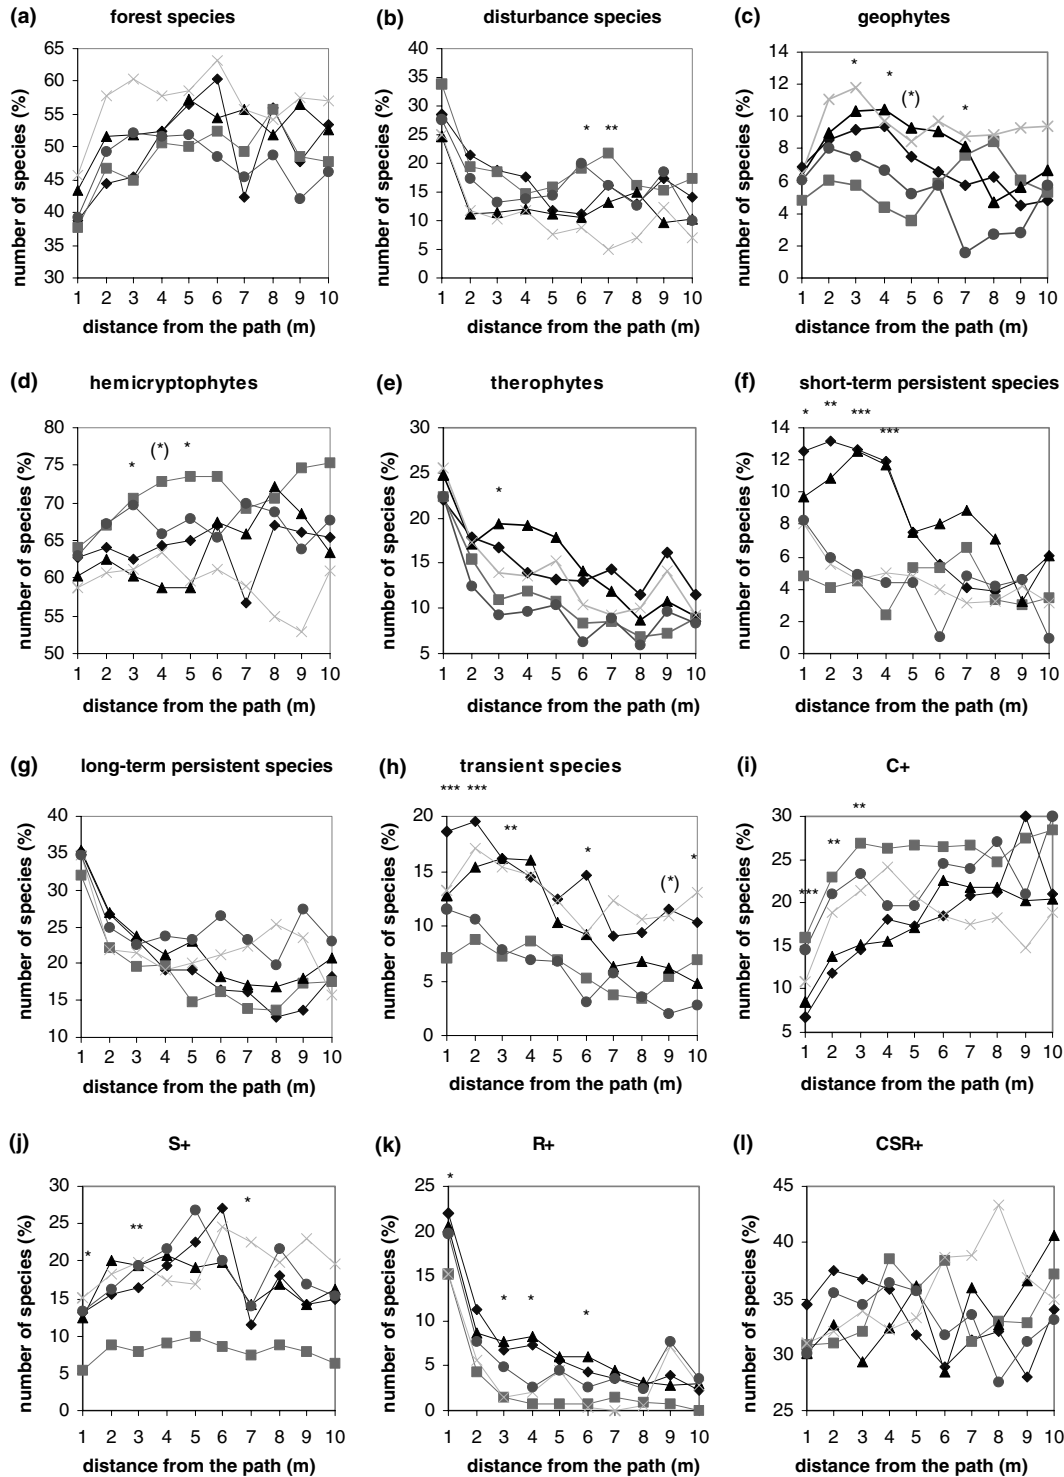 (a) forest species
65
60
55
50
45
40
35
30
number of species (%)
1 2 3 4 5 6 7 8 9 10
distance from the path (m)
(b) disturbance species
40
35
30
25
20
15
10
5
0
number of species (%)
* **
1 2 3 4 5 6 7 8 9 10
distance from the path (m)
(c) geophytes
14
12
10
8
6
4
2
0
number of species (%)
* * (*) *
1 2 3 4 5 6 7 8 9 10
distance from the path (m)
(d) hemicryptophytes
80
75
70
65
60
55
50
number of species (%)
* (*) *
1 2 3 4 5 6 7 8 9 10
distance from the path (m)
(e) therophytes
30
25
20
15
10
5
number of species (%)
*
1 2 3 4 5 6 7 8 9 10
distance from the path (m)
(f) short-term persistent species
* ** *** ***
14
12
10
8
6
4
2
0
number of species (%)
1 2 3 4 5 6 7 8 9 10
distance from the path (m)
(g) long-term persistent species
40
35
30
25
20
15
10
number of species (%)
1 2 3 4 5 6 7 8 9 10
distance from the path (m)
(h) transient species
*** ***
20
15
10
5
0
number of species (%)
** * (*) *
1 2 3 4 5 6 7 8 9 10
distance from the path (m)
(i) C+
30
25
20
15
10
5
number of species (%)
*** ** **
1 2 3 4 5 6 7 8 9 10
distance from the path (m)
(j) S+
30
25
20
15
10
5
0
number of species (%)
* ** *
1 2 3 4 5 6 7 8 9 10
distance from the path (m)
(k) R+
25
20
15
10
5
0
number of species (%)
* * * *
1 2 3 4 5 6 7 8 9 10
distance from the path (m)
(l) CSR+
45
40
35
30
25
number of species (%)
1 2 3 4 5 6 7 8 9 10
distance from the path (m)